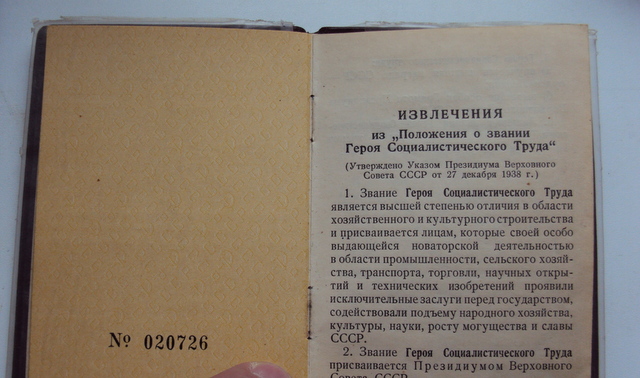 № 020726
ИЗВЛЕЧЕНИЯ
из „Положения о звании
Героя Социалистического Труда“
(Утверждено Указом Президиума Верховного
Совета СССР от 27 декабря 1938 г.)
1. Звание Героя Социалистического Труда
является высшей степенью отличия в области
хозяйственного и культурного строительства
и присваивается лицам, которые своей особо
выдающейся новаторской деятельностью
в области промышленности, сельского хозяй-
ства, транспорта, торговли, научных откры-
тий и технических изобретений проявили
исключительные заслуги перед государством,
содействовали подъему народного хозяйства,
культуры, науки, росту могущества и славы
СССР.
2. Звание Героя Социалистического Труда
присваивается Президиумом Верховного
Совета СССР.